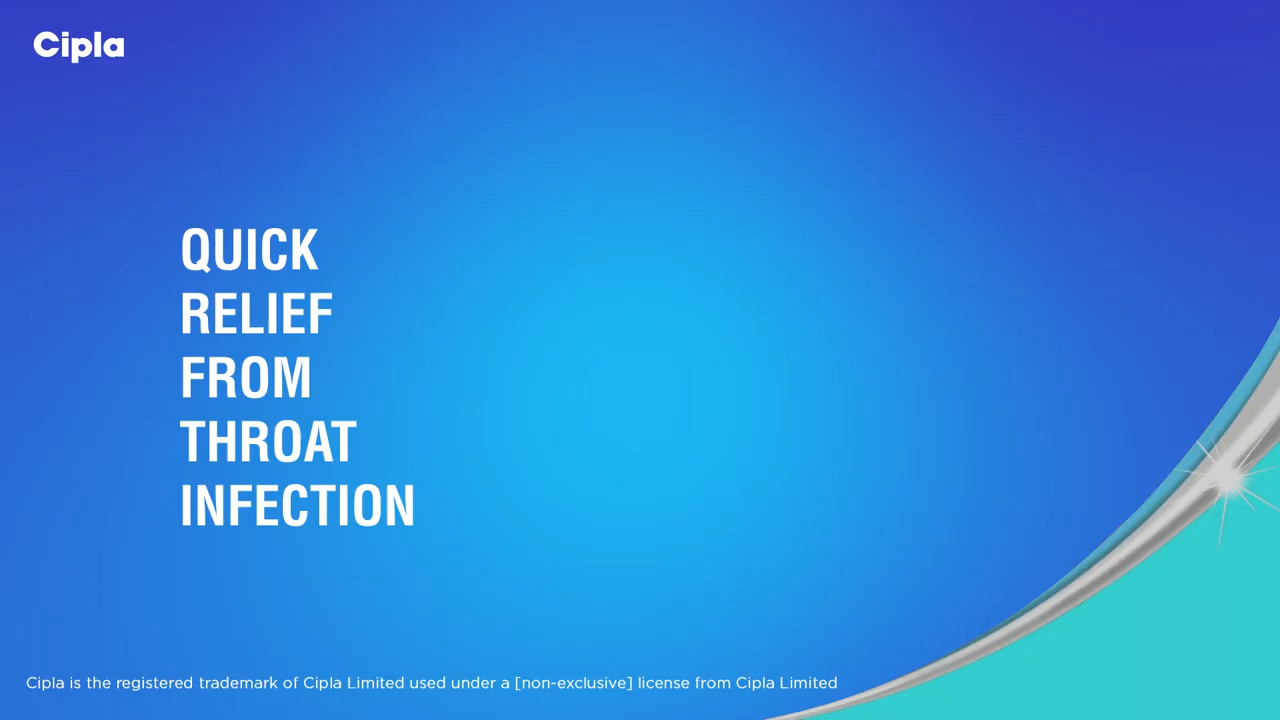 Cipla
QUICK
RELIEF
FROM
THROAT
INFECTION
Cipla is the registered trademark of Cipla Limited used under a [non-exclusive] license from Cipla Limited